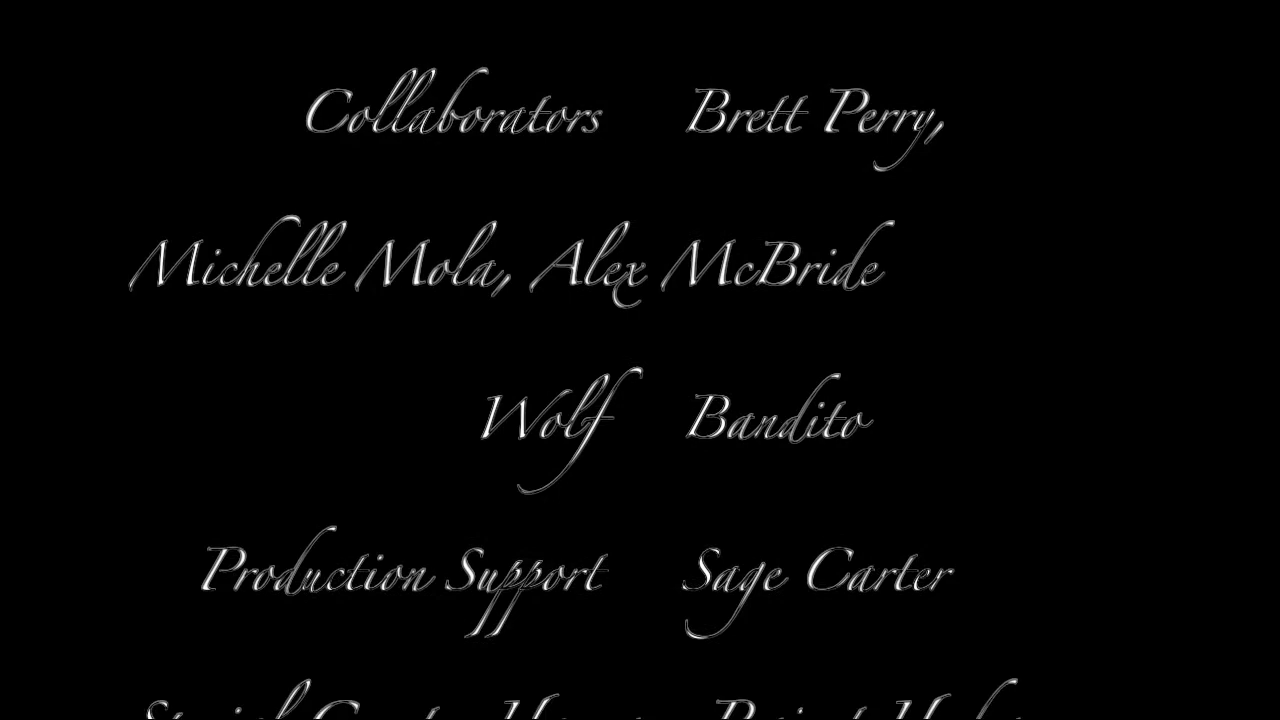 Collaborators Brett Perry,
Michelle Mola, Alex McBride
Wolf Bandito
Production Support Sage Carter